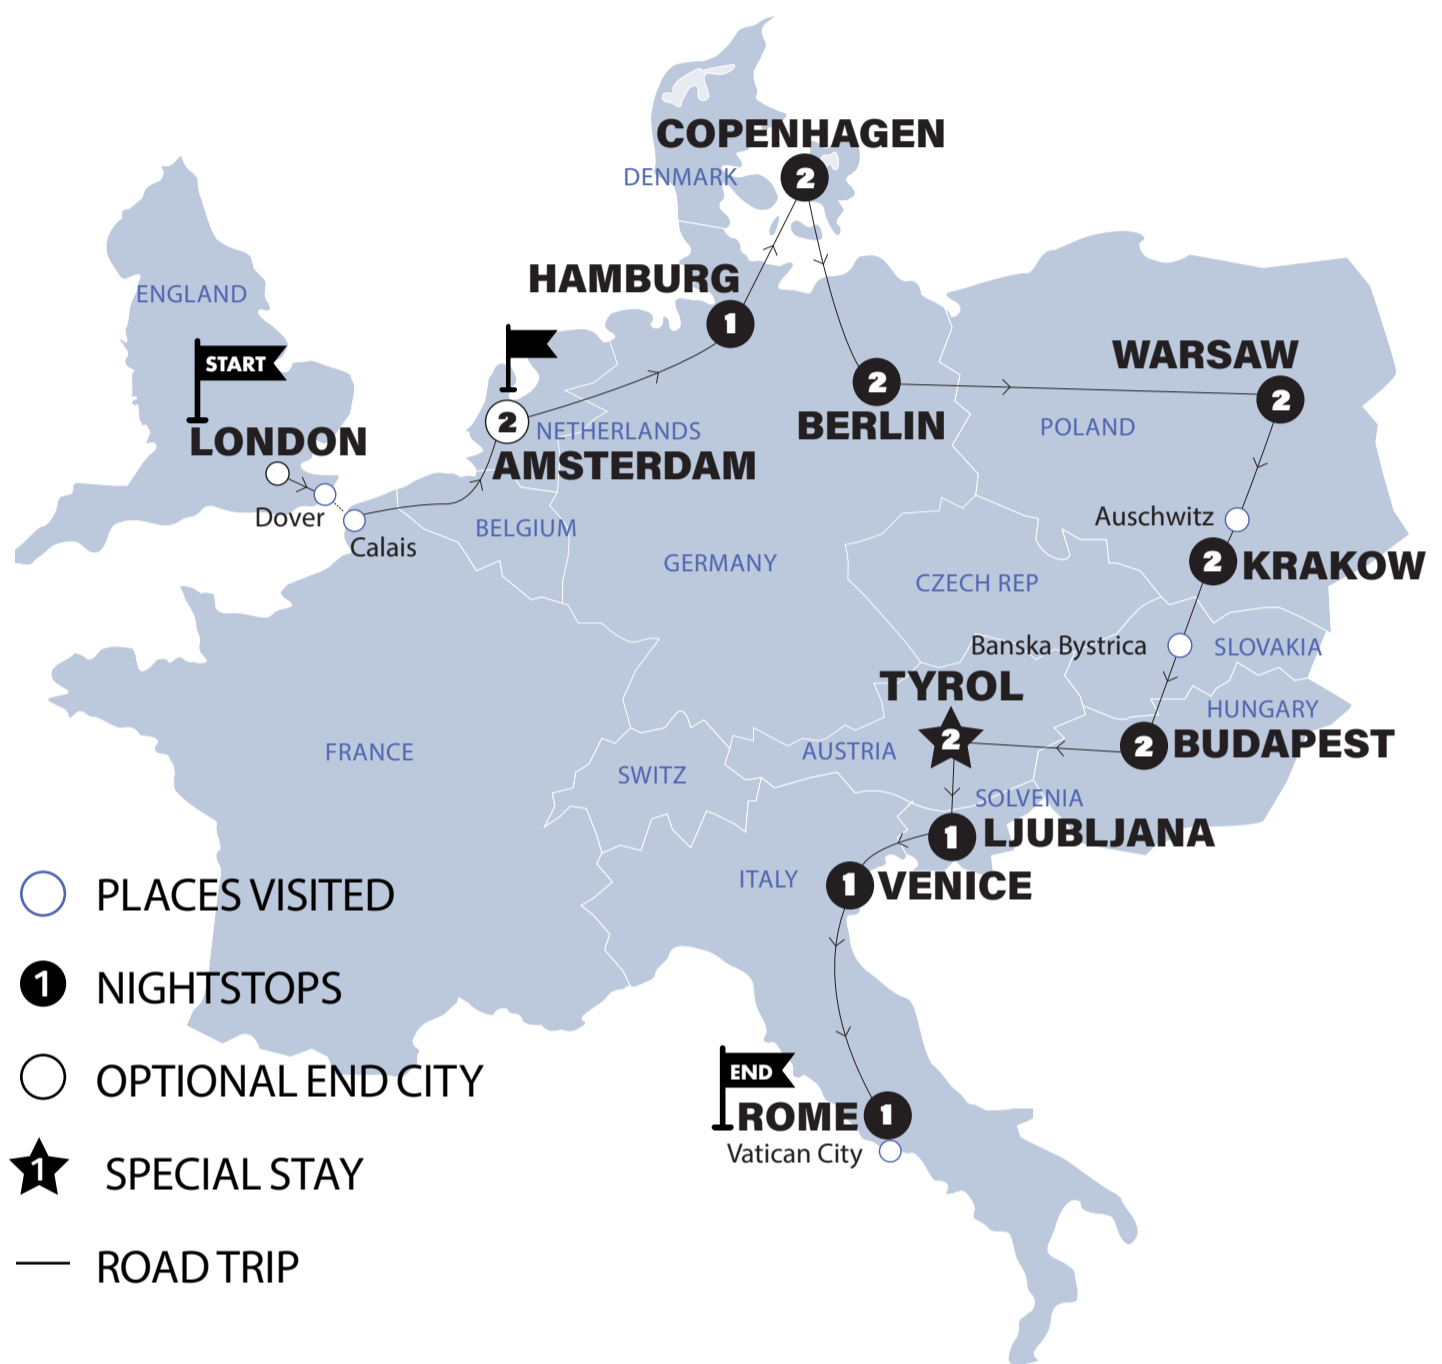 COPENHAGEN
2
DENMARK
HAMBURG
1
ENGLAND
START
LONDON
2
NETHERLANDS
AMSTERDAM
Dover
Calais
BELGIUM
GERMANY
2
BERLIN
WARSAW
2
POLAND
Auschwitz
2
KRAKOW
CZECH REP
Banska Bystrica
SLOVAKIA
TYROL
2
HUNGARY
2
BUDAPEST
AUSTRIA
FRANCE
SWITZ
SOLVENIA
1
LJUBLJANA
ITALY
1
VENICE
END
ROME
1
Vatican City
PLACES VISITED
1
NIGHTSTOPS
OPTIONAL END CITY
1
SPECIAL STAY
ROAD TRIP